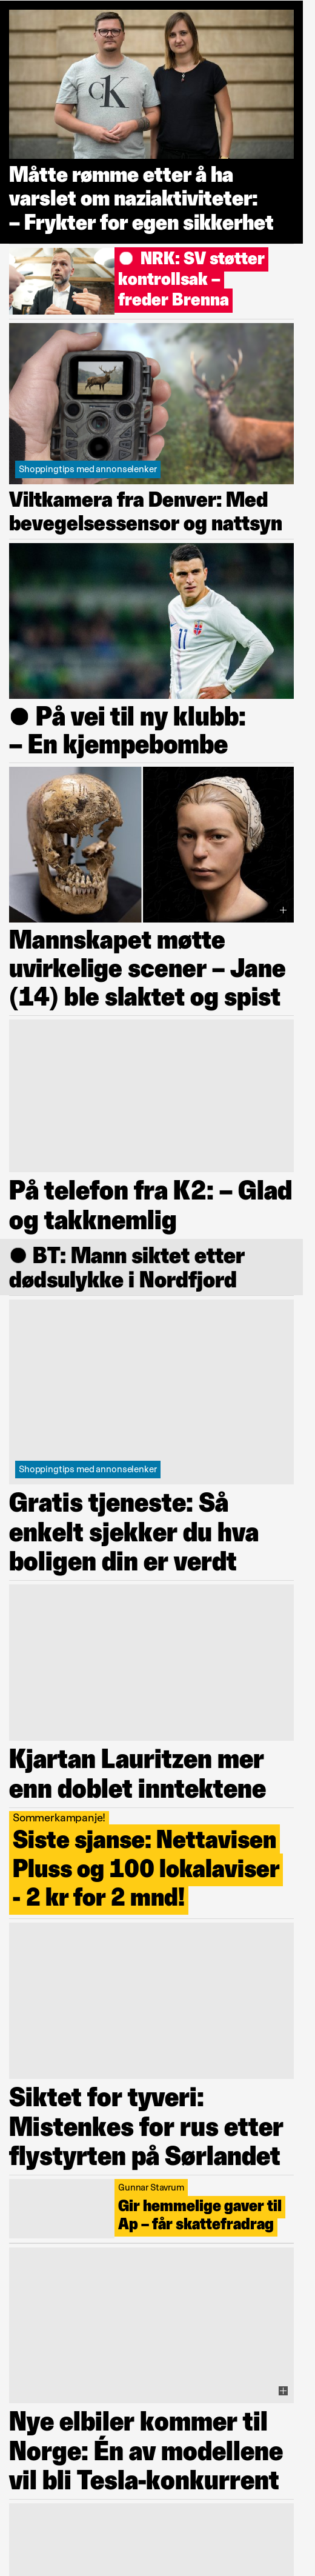 CK
Måtte rømme etter å ha
varslet om naziaktiviteter:
– Frykter for egen sikkerhet
NRK: SV støtter
kontrollsak –
freder Brenna
Shoppingtips med annonselenker
Viltkamera fra Denver: Med
bevegelsessensor og nattsyn
11
● På vei til ny klubb:
– En kjempebombe
Mannskapet møtte
uvirkelige scener – Jane
(14) ble slaktet og spist
På telefon fra K2: – Glad
og takknemlig
● BT: Mann siktet etter
dødsulykke i Nordfjord
Shoppingtips med annonselenker
Gratis tjeneste: Så
enkelt sjekker du hva
boligen din er verdt
Kjartan Lauritzen mer
enn doblet inntektene
Sommerkampanje!
Siste sjanse: Nettavisen
Pluss og 100 lokalaviser
- 2 kr for 2 mnd!
Siktet for tyveri:
Mistenkes for rus etter
flystyrten på Sørlandet
Gunnar Stavrum
Gir hemmelige gaver til
Ap – får skattefradrag
Nye elbiler kommer til
Norge: Én av modellene
vil bli Tesla-konkurrent